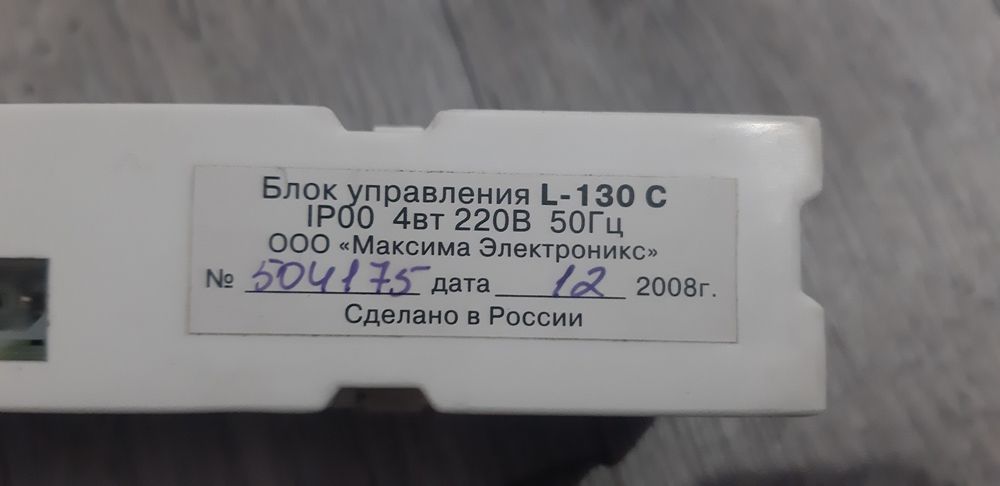 Блок управления L-130 C
IP00 4вт 220В 50Гц
ООО «Максима Электроникс»
№ 504175 дата 12 2008г.
Сделано в России